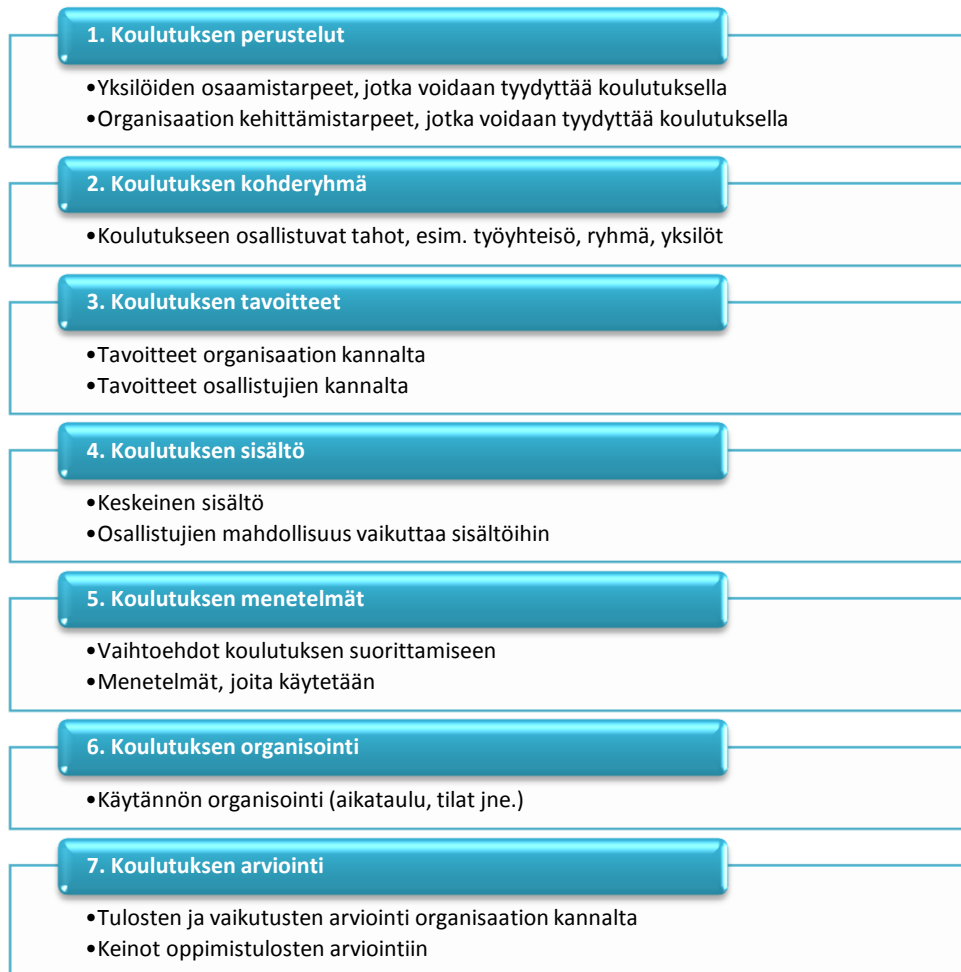 1. Koulutuksen perustelut
•Yksilöiden osaamistarpeet, jotka voidaan tyydyttää koulutuksella
•Organisaation kehittämistarpeet, jotka voidaan tyydyttää koulutuksella
2. Koulutuksen kohderyhmä
•Koulutukseen osallistuvat tahot, esim. työyhteisö, ryhmä, yksilöt
3. Koulutuksen tavoitteet
•Tavoitteet organisaation kannalta
•Tavoitteet osallistujien kannalta
4. Koulutuksen sisältö
•Keskeinen sisältö
•Osallistujien mahdollisuus vaikuttaa sisältöihin
5. Koulutuksen menetelmät
•Vaihtoehdot koulutuksen suorittamiseen
•Menetelmät, joita käytetään
6. Koulutuksen organisointi
•Käytännön organisointi (aikataulu, tilat jne.)
7. Koulutuksen arviointi
•Tulosten ja vaikutusten arviointi organisaation kannalta
•Keinot oppimistulosten arviointiin